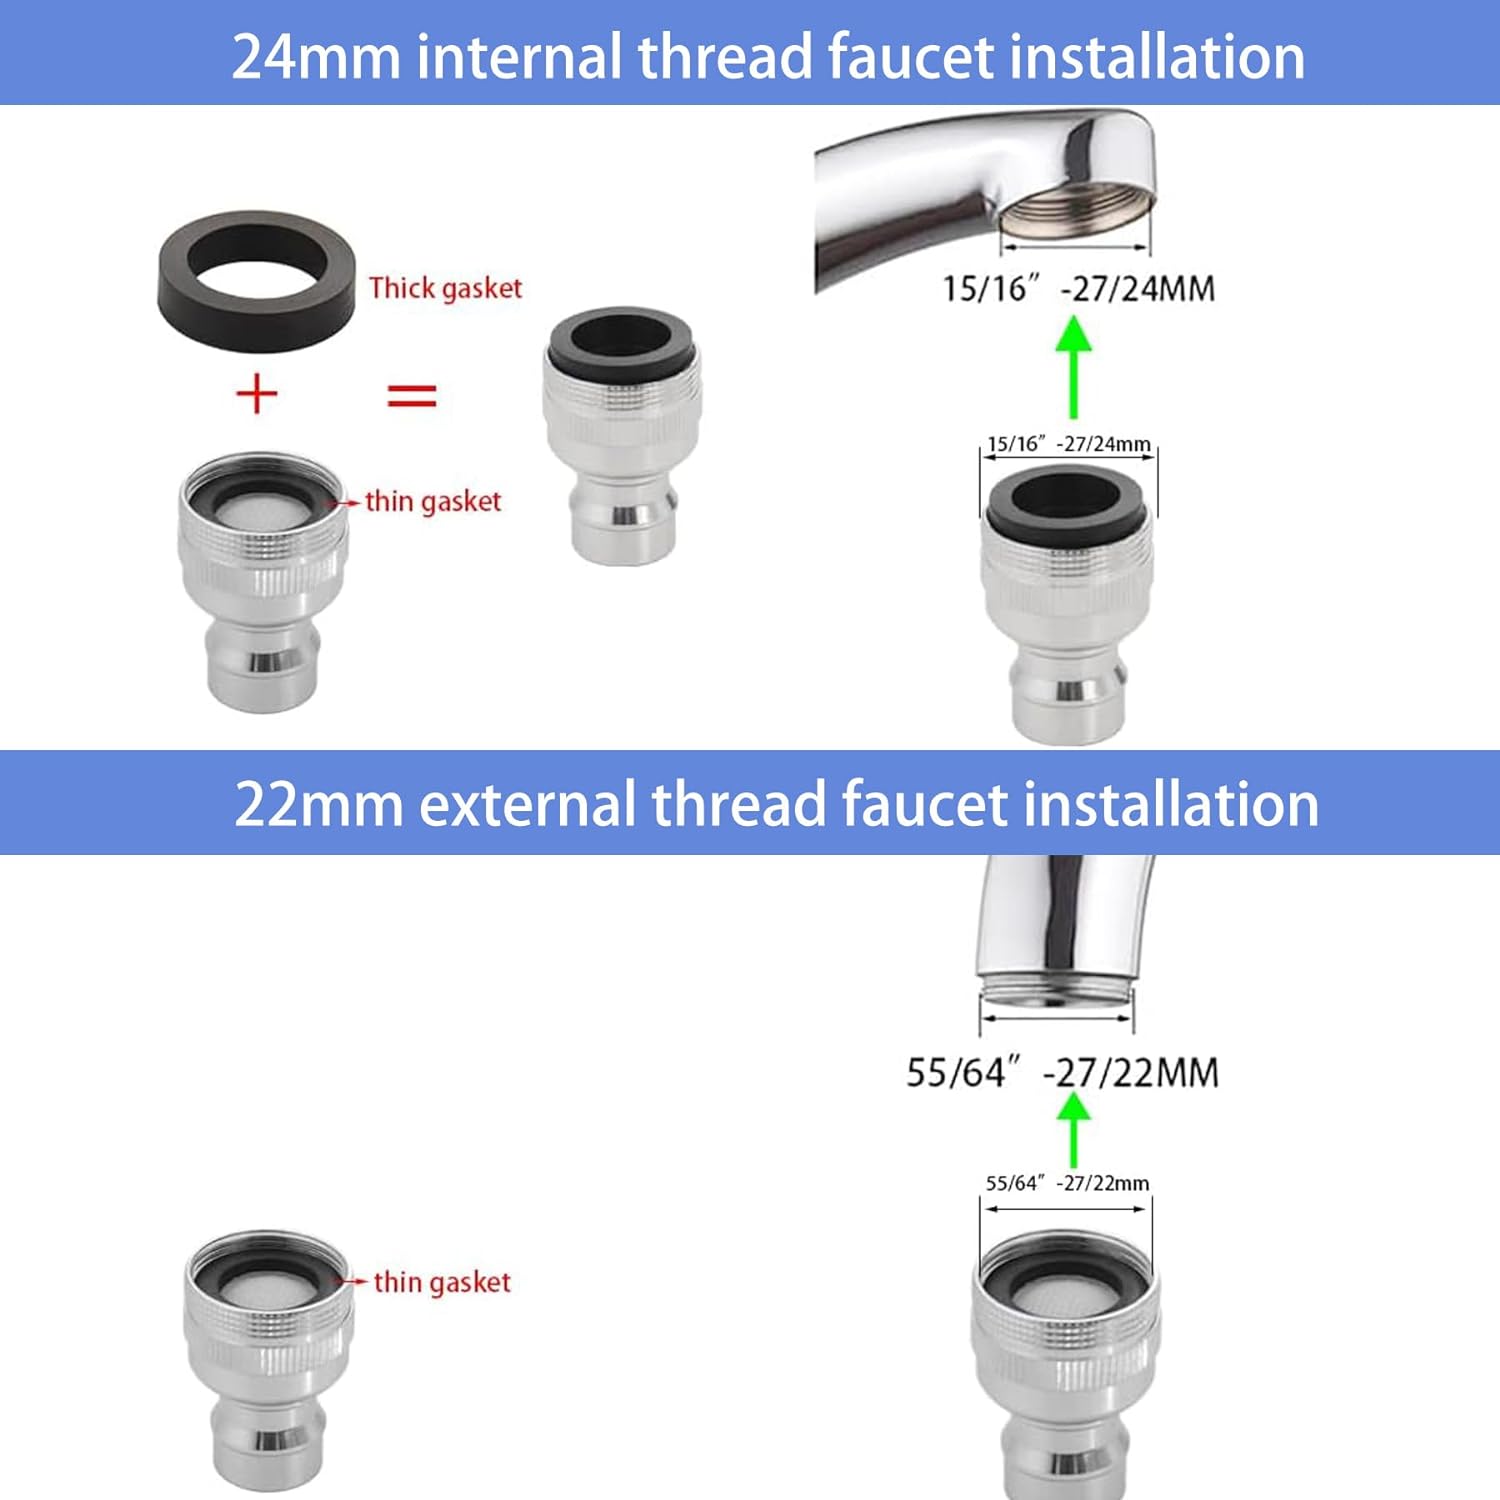 24mm internal thread faucet installation
Thick gasket
+
=
thin gasket
15/16″ -27/24MM
15/16″ -27/24mm
22mm external thread faucet installation
55/64″ -27/22MM
55/64″ -27/22mm
thin gasket